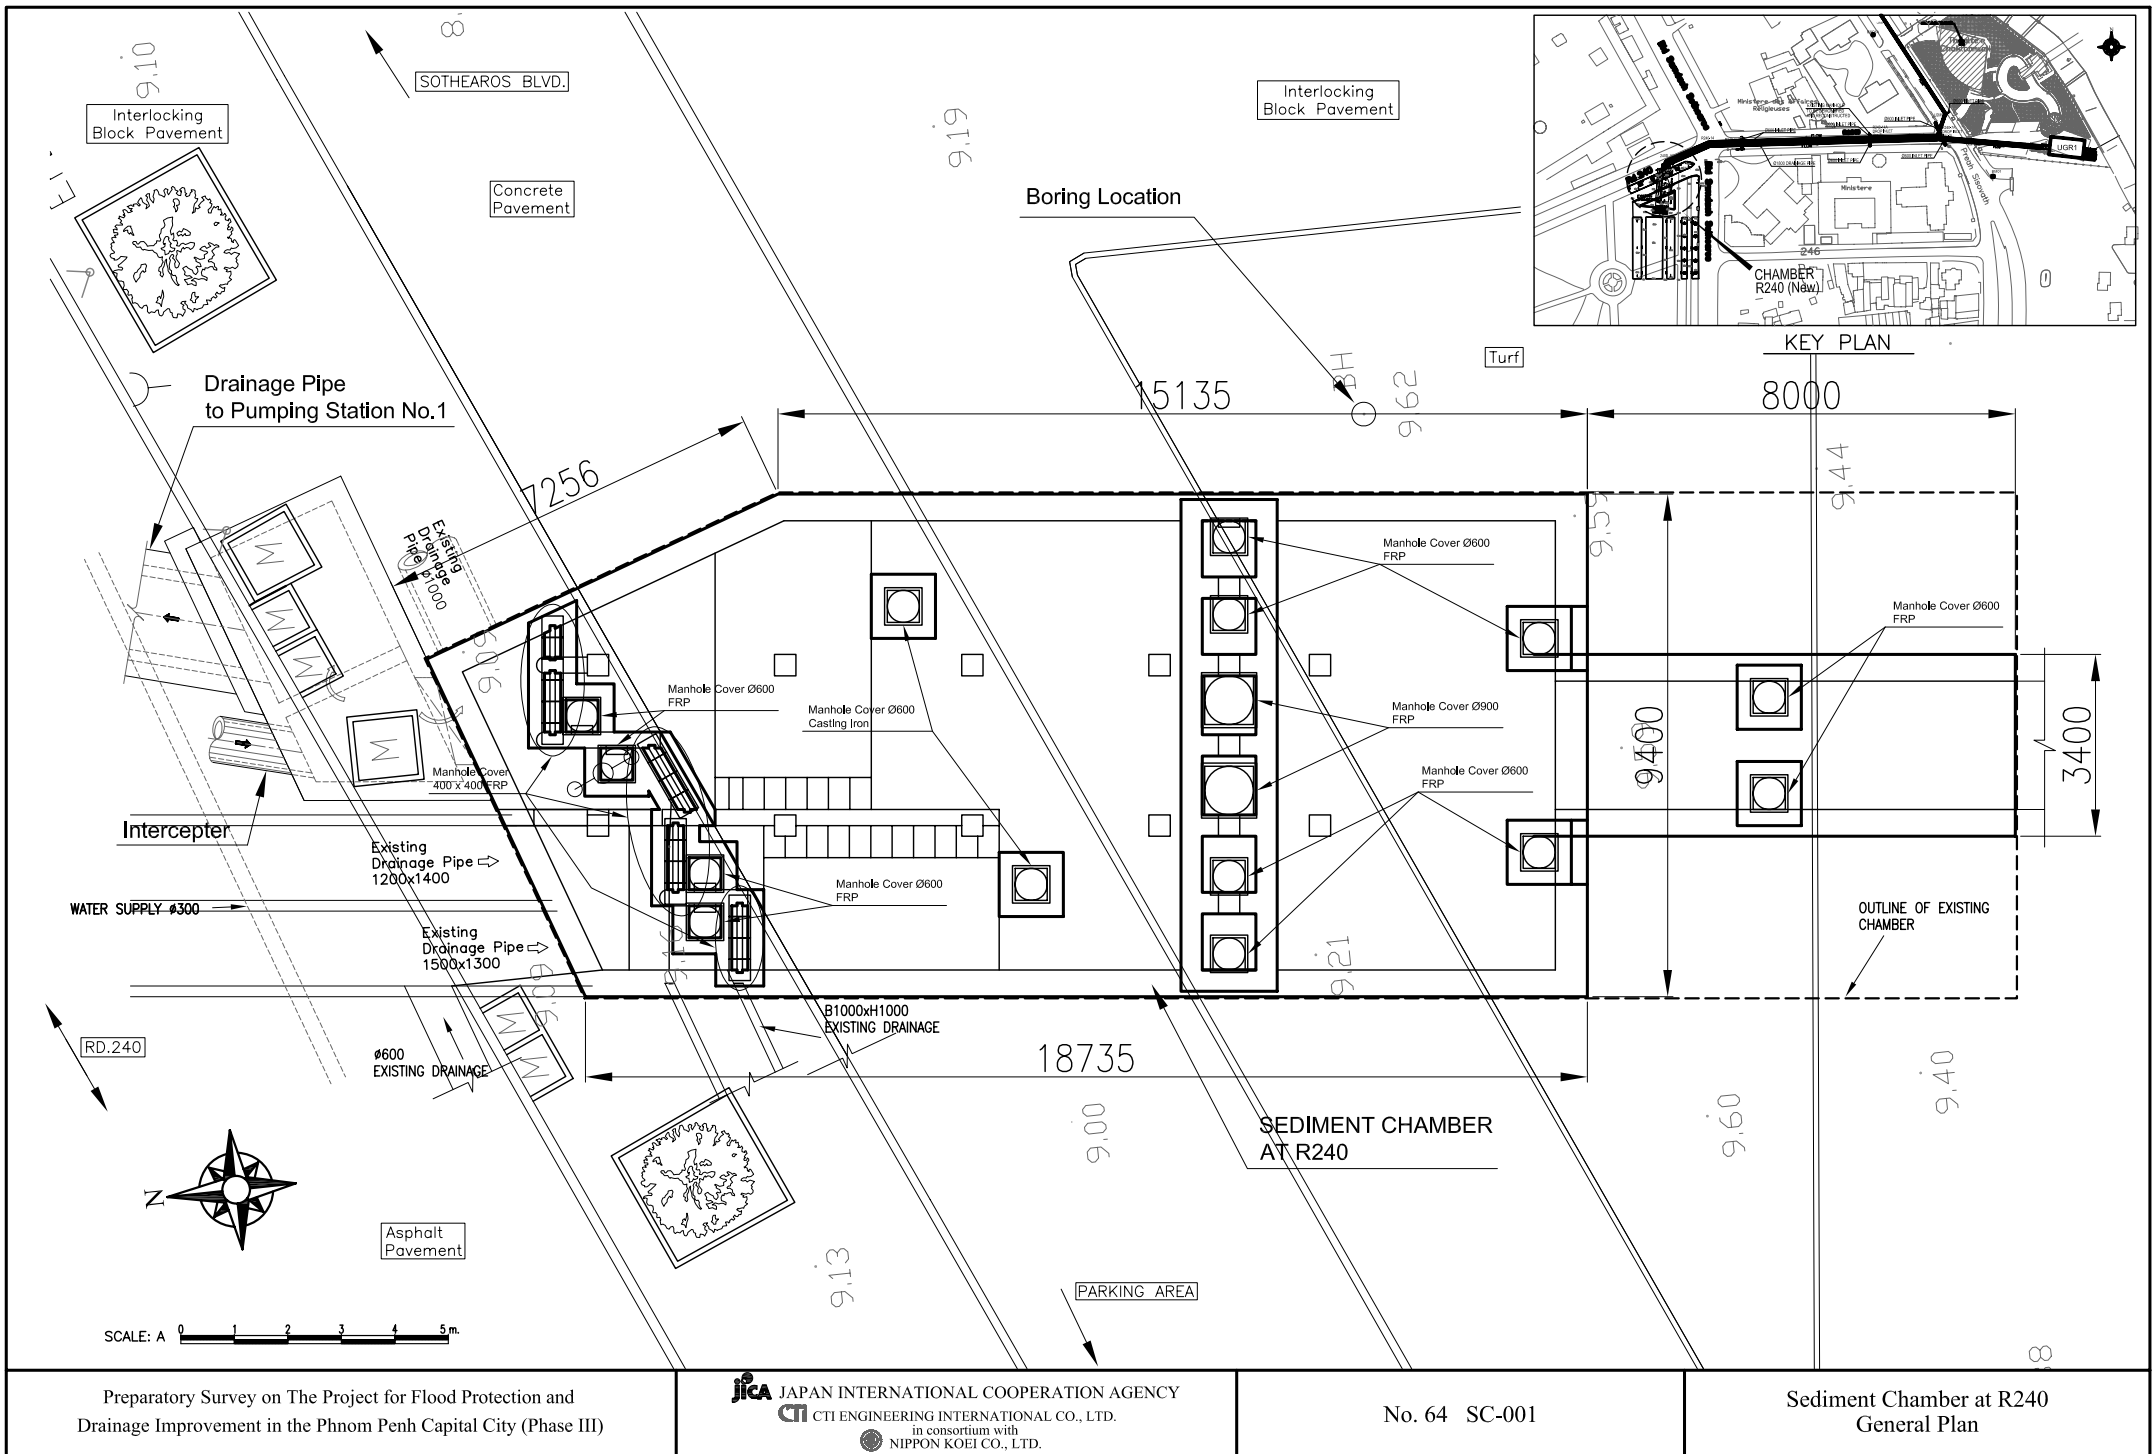 9.10
8.
SOTHEAROS BLVD.
Interlocking
Block Pavement
Concrete
Pavement
9.19
Interlocking
Block Pavement
Boring Location
Turf
BH
9.62
UGR1
Ministere
Preah Sisovath
246
CHAMBER
R240 (New)
KEY PLAN
Drainage Pipe
to Pumping Station No.1
7256
15135
8000
9.44
Existing
Drainage
Pipe ø1000
M
M
M
M
Manhole Cover Ø600
FRP
Manhole Cover Ø600
FRP
Manhole Cover Ø600
FRP
Manhole Cover Ø600
Casting Iron
Manhole Cover Ø900
FRP
Manhole Cover
400 x 400 FRP
Manhole Cover Ø600
FRP
Manhole Cover Ø600
FRP
9400
3400
Intercepter
Existing
Drainage Pipe
1200x1400
WATER SUPPLY ø300
Existing
Drainage Pipe
1500x1300
9.09
9.21
OUTLINE OF EXISTING
CHAMBER
B1000xH1000
EXISTING DRAINAGE
M
M
RD.240
ø600
EXISTING DRAINAGE
18735
9.00
9.60
9.40
SEDIMENT CHAMBER
AT R240
N
Asphalt
Pavement
9.13
PARKING AREA
SCALE: A 0 1 2 3 4 5 m.
Preparatory Survey on The Project for Flood Protection and
Drainage Improvement in the Phnom Penh Capital City (Phase III)
jica JAPAN INTERNATIONAL COOPERATION AGENCY
CTI CTI ENGINEERING INTERNATIONAL CO., LTD.
in consortium with
NIPPON KOEI CO., LTD.
No. 64 SC-001
Sediment Chamber at R240
General Plan